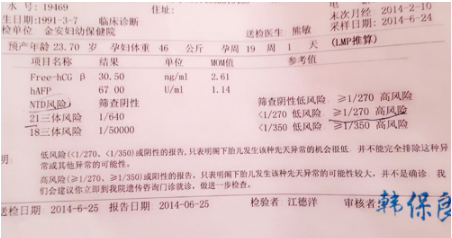 水 号: 19469 住址:
出生日:1991-3-7 临床诊断 末次月经 2014-2-10
检单位 金安妇幼保健院 送检医生 熊敏 采样日期 2014-6-24
预产年龄 23.70 岁 孕妇体重 46 公斤 孕周 19 周 1 天 (LMP推算)
项目名称 结果 单位 MOM值 参考值
Free-hCG β 30.50 ng/ml 2.61
hAFP 67.00 U/ml 1.14
NTD风险 筛查阴性 筛查阴性低风险 ≥1/270 高风险
21三体风险 1/640 <1/270 低风险 ≥1/270 高风险
18三体风险 1/50000 <1/350 低风险 ≥1/350 高风险
明: 低风险(<1/270、<1/350)或阴性的报告,只表明阁下胎儿发生该种先天异常的机会很低, 并不能完全排除这种异
常或其他异常的可能性。
高风险(≥1/270、≥1/350)的报告,只表明阁下胎儿发生该种先天异常的可能性较大, 并不是确诊 我
们会建议你立即到我院遗传咨询门诊就诊, 做进一步检查。
送检日期 2014-6-25 报告日期 2014-06-25 检验者 江德洋 审核者 韩保良